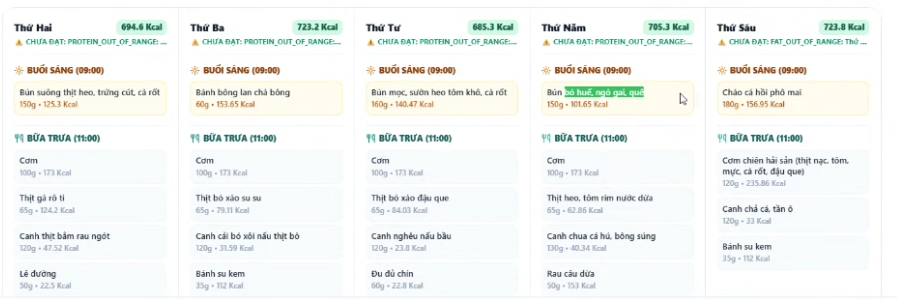 Thứ Hai
694.6 Kcal
CHƯA ĐẠT: PROTEIN_OUT_OF_RANGE: ...
BUỔI SÁNG (09:00)
Bún suông thịt heo, trứng cút, cà rốt
150g • 125.3 Kcal
BỮA TRƯA (11:00)
Cơm
100g • 173 Kcal
Thịt gà rô ti
65g • 124.2 Kcal
Canh thịt bằm rau ngót
120g • 47.52 Kcal
Lê đường
50g • 22.5 Kcal
Thứ Ba
723.2 Kcal
CHƯA ĐẠT: PROTEIN_OUT_OF_RANGE:...
BUỔI SÁNG (09:00)
Bánh bông lan chà bông
60g • 153.65 Kcal
BỮA TRƯA (11:00)
Cơm
100g • 173 Kcal
Thịt bò xào su su
65g • 79.11 Kcal
Canh cải bó xôi nấu thịt bò
120g • 31.59 Kcal
Bánh su kem
35g • 112 Kcal
Thứ Tư
685.3 Kcal
CHƯA ĐẠT: PROTEIN_OUT_OF_RANGE:...
BUỔI SÁNG (09:00)
Bún mọc, sườn heo tôm khô, cà rốt
160g • 140.47 Kcal
BỮA TRƯA (11:00)
Cơm
100g • 173 Kcal
Thịt bò xào đậu que
65g • 84.03 Kcal
Canh nghêu nấu bầu
120g • 23.8 Kcal
Đu đủ chín
60g • 22.8 Kcal
Thứ Năm
705.3 Kcal
CHƯA ĐẠT: PROTEIN_OUT_OF_RANGE:...
BUỔI SÁNG (09:00)
Bún bò huế, ngò gai, quế
150g • 101.65 Kcal
BỮA TRƯA (11:00)
Cơm
100g • 173 Kcal
Thịt heo, tôm rim nước dừa
65g • 62.86 Kcal
Canh chua cá hú, bông súng
130g • 40.34 Kcal
Rau câu dừa
50g • 153 Kcal
Thứ Sáu
723.8 Kcal
CHƯA ĐẠT: FAT_OUT_OF_RANGE: Thứ ...
BUỔI SÁNG (09:00)
Cháo cá hồi phô mai
180g • 156.95 Kcal
BỮA TRƯA (11:00)
Cơm chiên hải sản (thịt nạc, tôm,
mực, cà rốt, đậu que)
120g • 235.86 Kcal
Canh chả cá, tần ô
120g • 33 Kcal
Bánh su kem
35g • 112 Kcal